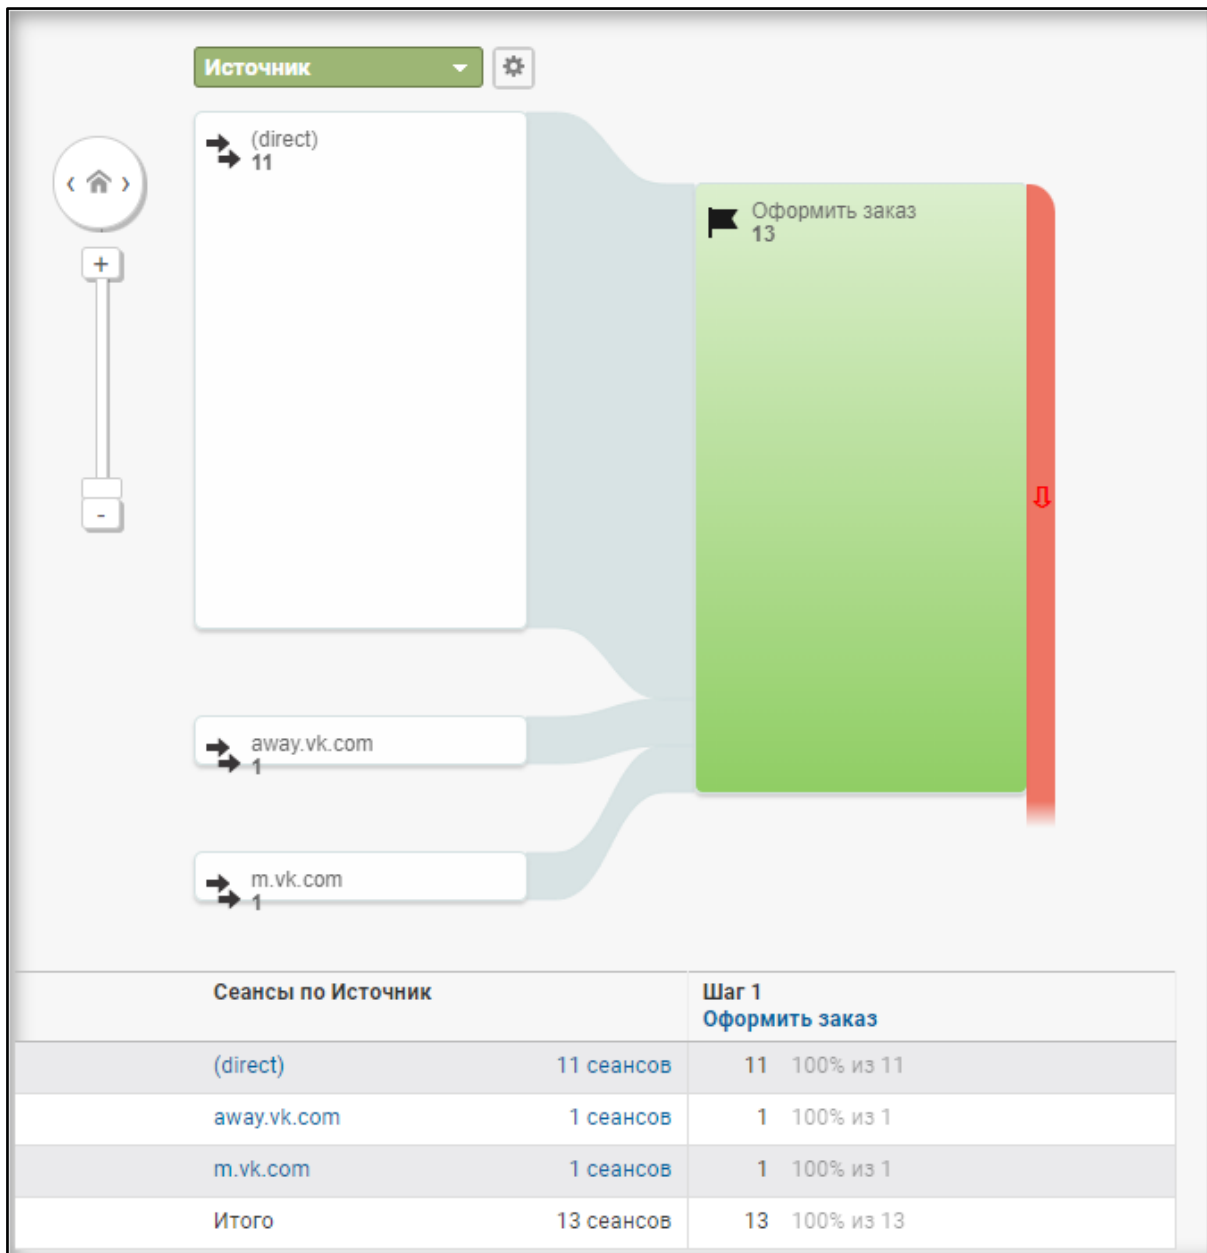 Источник
(direct)
11
Оформить заказ
13
+
-
away.vk.com
1
m.vk.com
1
Сеансы по Источник
Шаг 1
Оформить заказ
(direct) 11 сеансов 11 100% из 11
away.vk.com 1 сеансов 1 100% из 1
m.vk.com 1 сеансов 1 100% из 1
Итого 13 сеансов 13 100% из 13